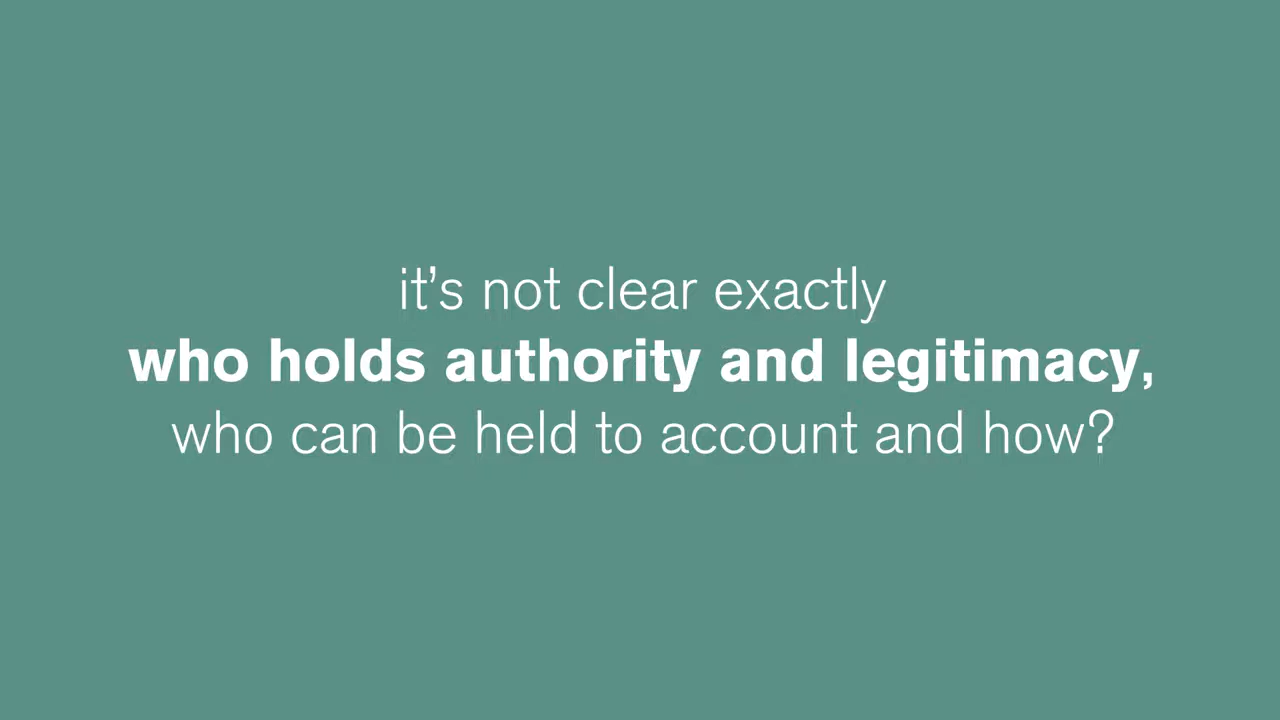 it’s not clear exactly
who holds authority and legitimacy,
who can be held to account and how?